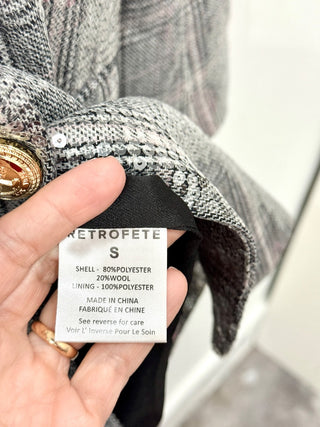 RETROFETE
S
SHELL - 80%POLYESTER
20%WOOL
LINING - 100%POLYESTER
MADE IN CHINA
FABRIQUÉ EN CHINE
See reverse for care
Voir L' Inverse Pour Le Soin